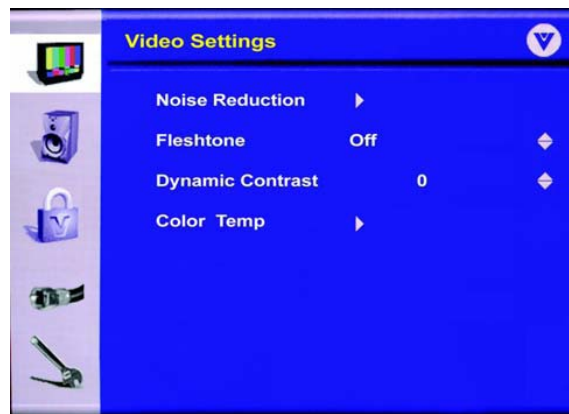 Video Settings
Noise Reduction
Fleshtone Off
Dynamic Contrast 0
Color Temp